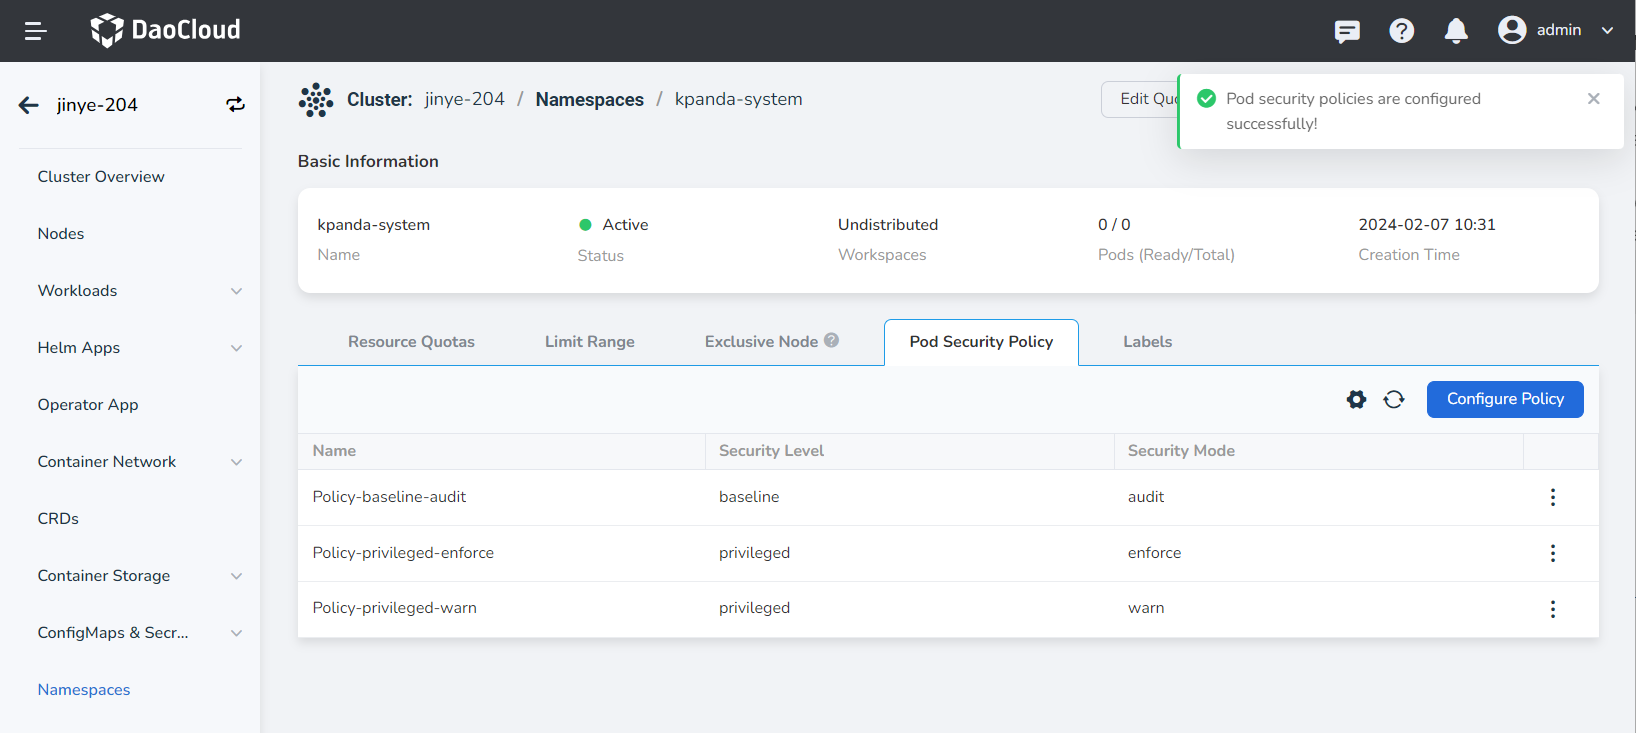 DaoCloud
admin
jinye-204
Cluster: jinye-204 / Namespaces / kpanda-system
Edit Quo
Pod security policies are configured
successfully!
Basic Information
Cluster Overview
Nodes
Workloads
Helm Apps
Operator App
Container Network
CRDs
Container Storage
ConfigMaps & Secr...
Namespaces
kpanda-system
Name
Active
Status
Undistributed
Workspaces
0 / 0
Pods (Ready/Total)
2024-02-07 10:31
Creation Time
Resource Quotas
Limit Range
Exclusive Node
Pod Security Policy
Labels
Configure Policy
Name Security Level Security Mode
Policy-baseline-audit baseline audit
Policy-privileged-enforce privileged enforce
Policy-privileged-warn privileged warn